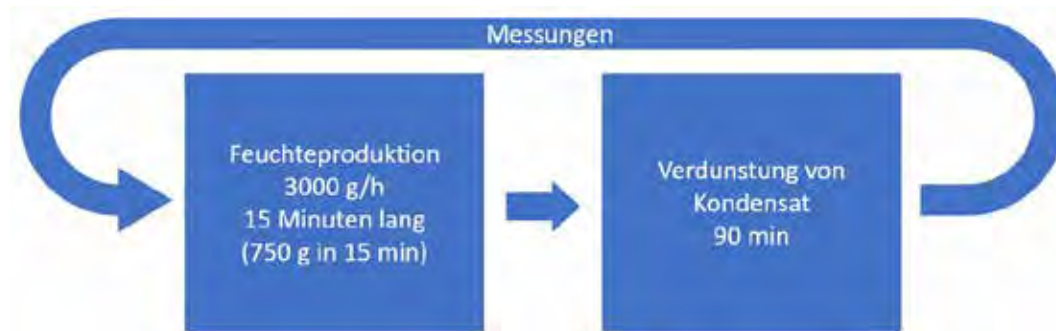 Messungen
Feuchteproduktion
3000 g/h
15 Minuten lang
(750 g in 15 min)
Verdunstung von
Kondensat
90 min